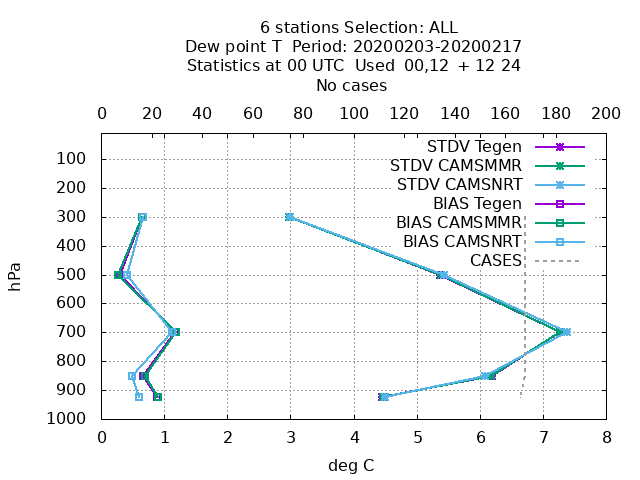 6 stations Selection: ALL
Dew point T  Period: 20200203-20200217
Statistics at 00 UTC  Used  00,12  + 12 24
No cases
0 20 40 60 80 100 120 140 160 180 200
STDV Tegen
STDV CAMSMMR
STDV CAMSNRT
BIAS Tegen
BIAS CAMSMMR
BIAS CAMSNRT
CASES
hPa
100
200
300
400
500
600
700
800
900
1000
0 1 2 3 4 5 6 7 8
deg C